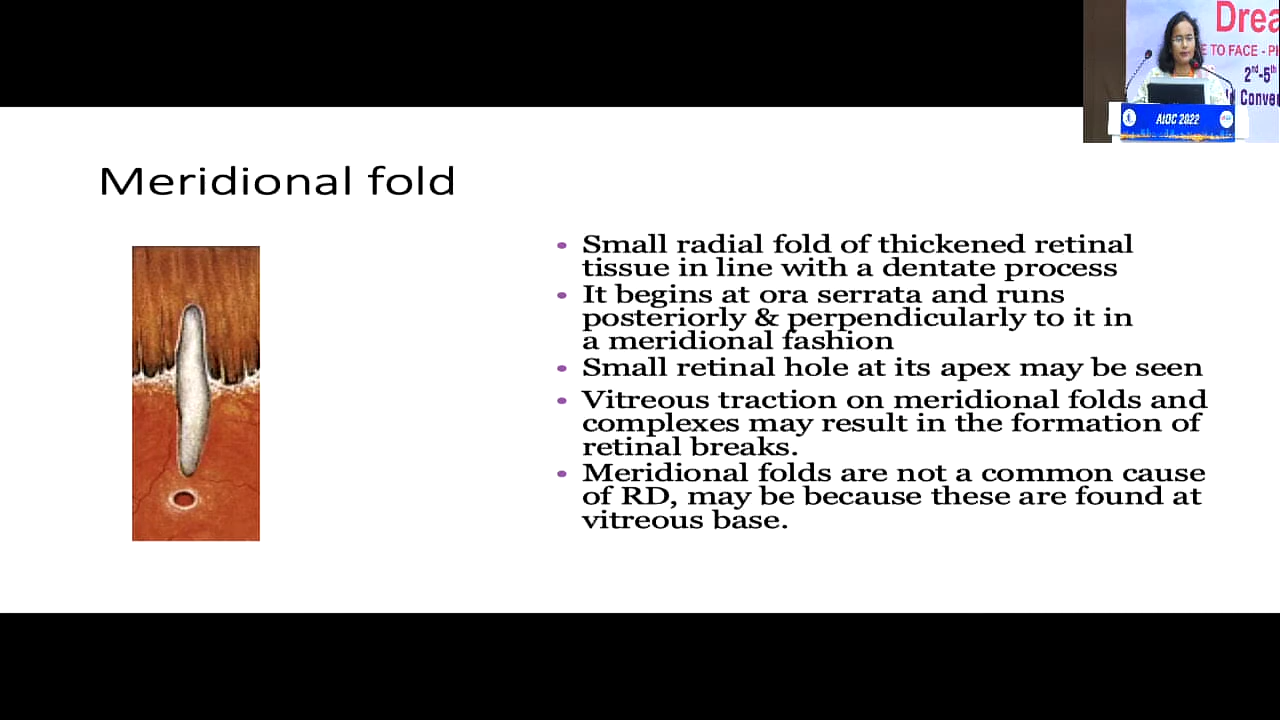 Drea
E TO FACE - P
2nd-5th
Conve
AIOC 2022
Meridional fold
• Small radial fold of thickened retinal
tissue in line with a dentate process
• It begins at ora serrata and runs
posteriorly & perpendicularly to it in
a meridional fashion
• Small retinal hole at its apex may be seen
• Vitreous traction on meridional folds and
complexes may result in the formation of
retinal breaks.
• Meridional folds are not a common cause
of RD, may be because these are found at
vitreous base.